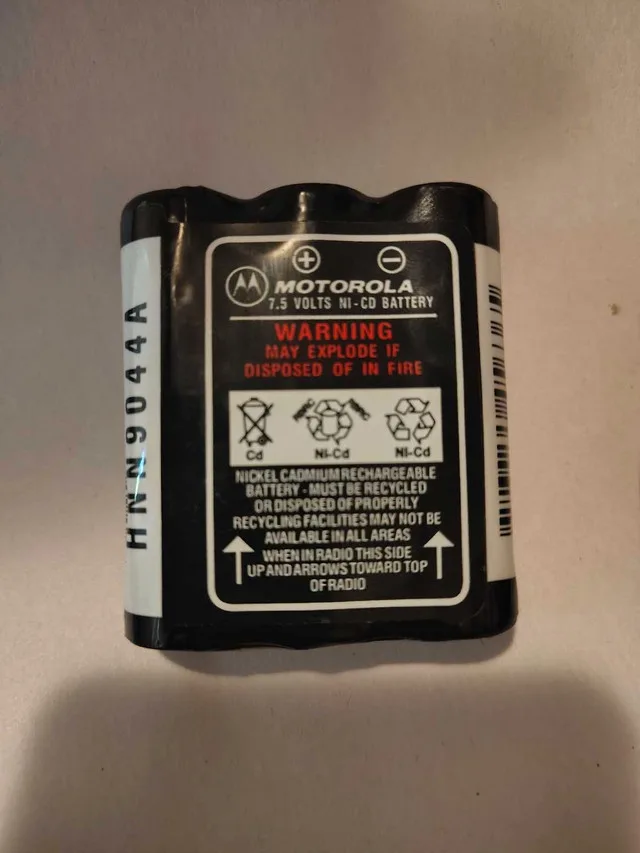 HNN9044A
+ −
MOTOROLA
7.5 VOLTS NI-CD BATTERY
WARNING
MAY EXPLODE IF
DISPOSED OF IN FIRE
Cd NI-Cd NI-Cd
NICKEL CADMIUM RECHARGEABLE
BATTERY - MUST BE RECYCLED
OR DISPOSED OF PROPERLY
RECYCLING FACILITIES MAY NOT BE
AVAILABLE IN ALL AREAS
WHEN IN RADIO THIS SIDE
UP AND ARROWS TOWARD TOP
OF RADIO